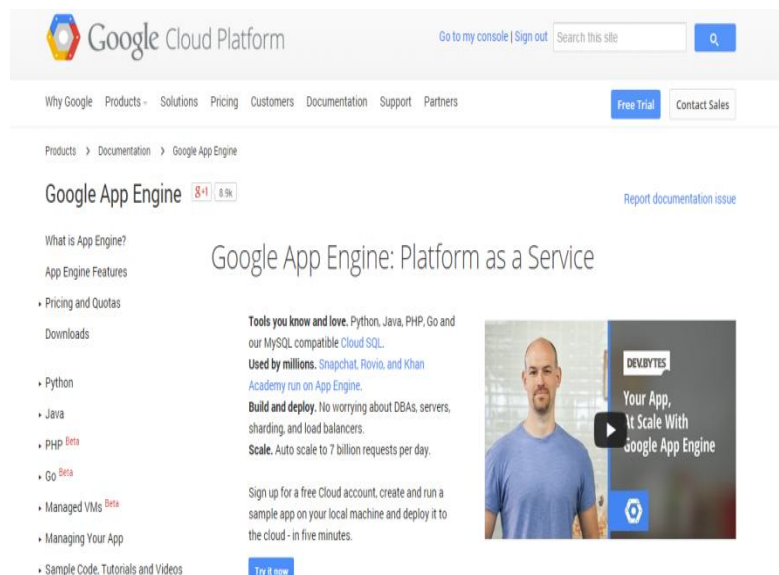 Google Cloud Platform
Go to my console | Sign out
Search this site
Why Google Products Solutions Pricing Customers Documentation Support Partners
Free Trial
Contact Sales
Products > Documentation > Google App Engine
Google App Engine
g+1 8.9k
Report documentation issue
What is App Engine?
App Engine Features
Pricing and Quotas
Downloads
Python
Java
PHP Beta
Go Beta
Managed VMs Beta
Managing Your App
Sample Code, Tutorials and Videos
Google App Engine: Platform as a Service
Tools you know and love. Python, Java, PHP, Go and
our MySQL compatible Cloud SQL.
Used by millions. Snapchat, Rovio, and Khan
Academy run on App Engine.
Build and deploy. No worrying about DBAs, servers,
sharding, and load balancers.
Scale. Auto scale to 7 billion requests per day.
Sign up for a free Cloud account, create and run a
sample app on your local machine and deploy it to
the cloud - in five minutes.
Try it now
DEV.BYTES
Your App,
At Scale With
Google App Engine